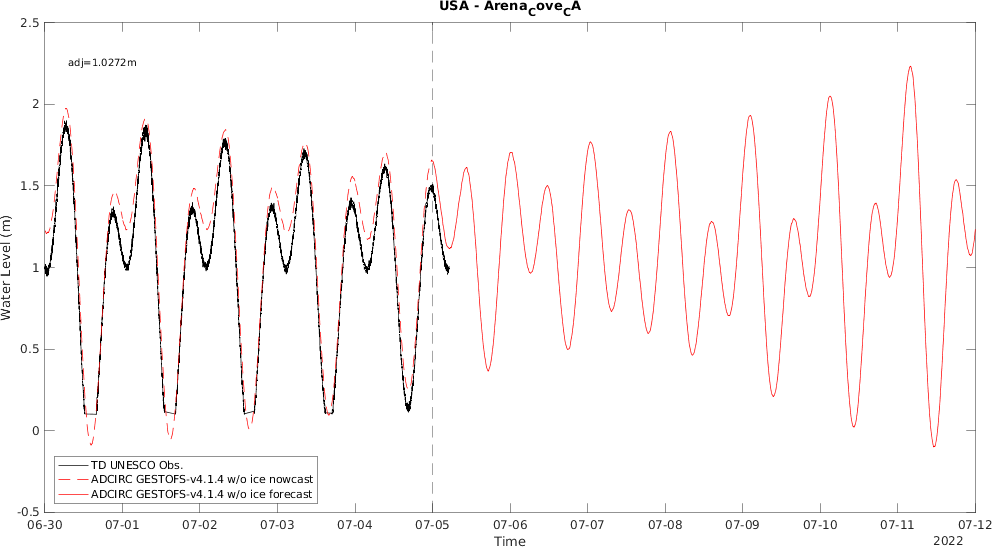 USA - ArenaCoveCA
adj=1.0272m
2.5
2
1.5
1
0.5
0
-0.5
Water Level (m)
TD UNESCO Obs.
ADCIRC GESTOFS-v4.1.4 w/o ice nowcast
ADCIRC GESTOFS-v4.1.4 w/o ice forecast
06-30 07-01 07-02 07-03 07-04 07-05 07-06 07-07 07-08 07-09 07-10 07-11 07-12
Time
2022